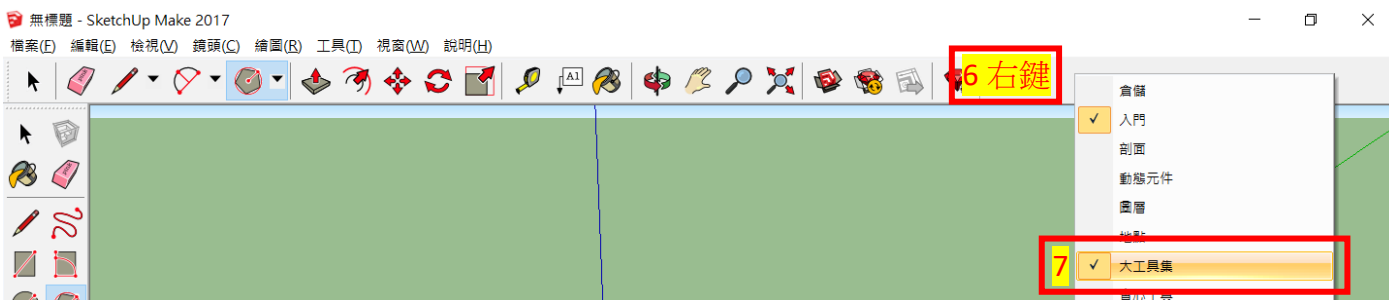 無標題 - SketchUp Make 2017
檔案(F) 編輯(E) 檢視(V) 鏡頭(C) 繪圖(R) 工具(T) 視窗(W) 說明(H)
A1
6 右鍵
倉儲
✓ 入門
剖面
動態元件
圖層
地點
7 ✓ 大工具集